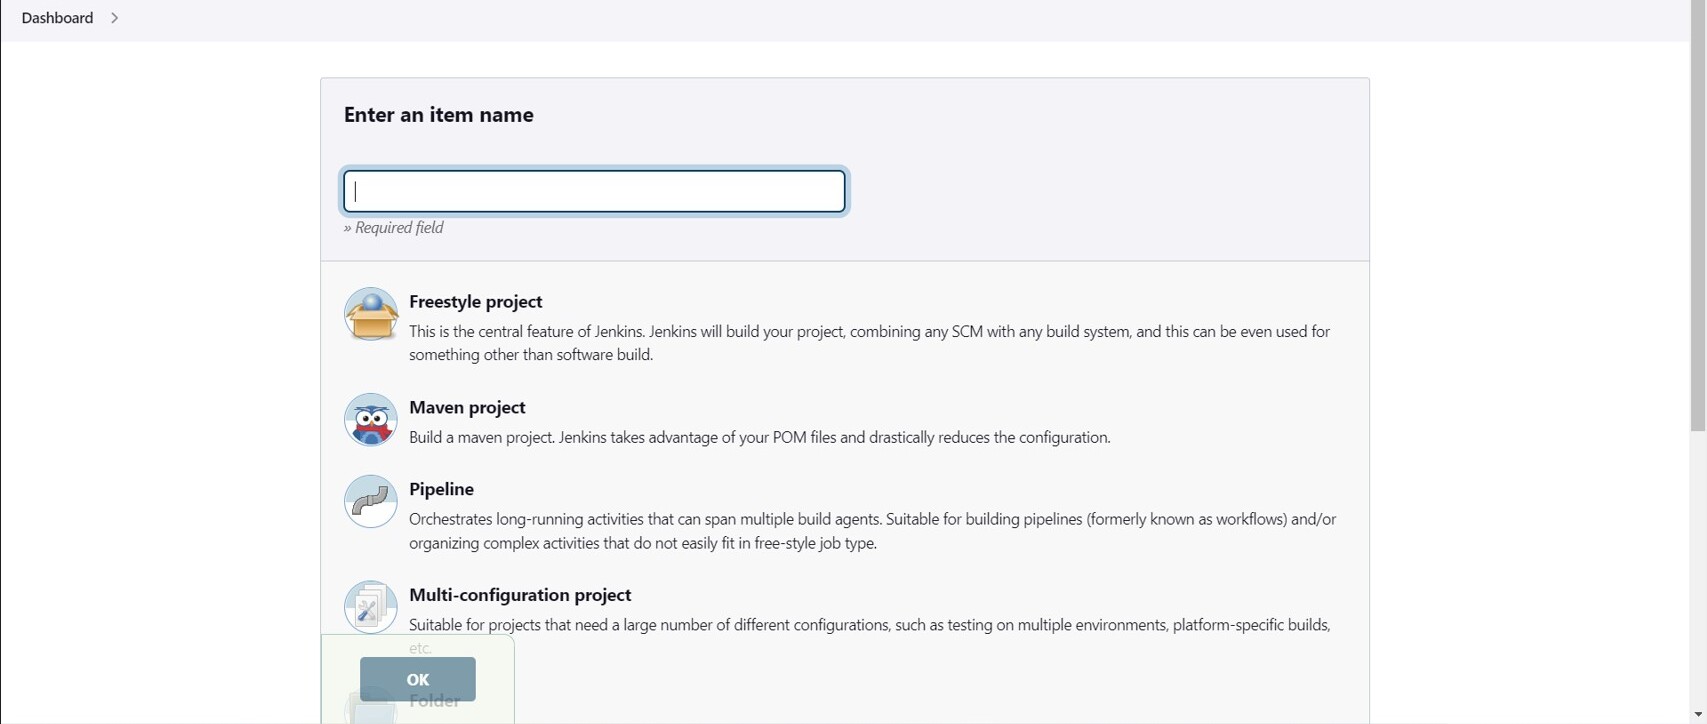 Dashboard
Enter an item name
» Required field
Freestyle project
This is the central feature of Jenkins. Jenkins will build your project, combining any SCM with any build system, and this can be even used for
something other than software build.
Maven project
Build a maven project. Jenkins takes advantage of your POM files and drastically reduces the configuration.
Pipeline
Orchestrates long-running activities that can span multiple build agents. Suitable for building pipelines (formerly known as workflows) and/or
organizing complex activities that do not easily fit in free-style job type.
Multi-configuration project
Suitable for projects that need a large number of different configurations, such as testing on multiple environments, platform-specific builds,
etc.
OK
Folder